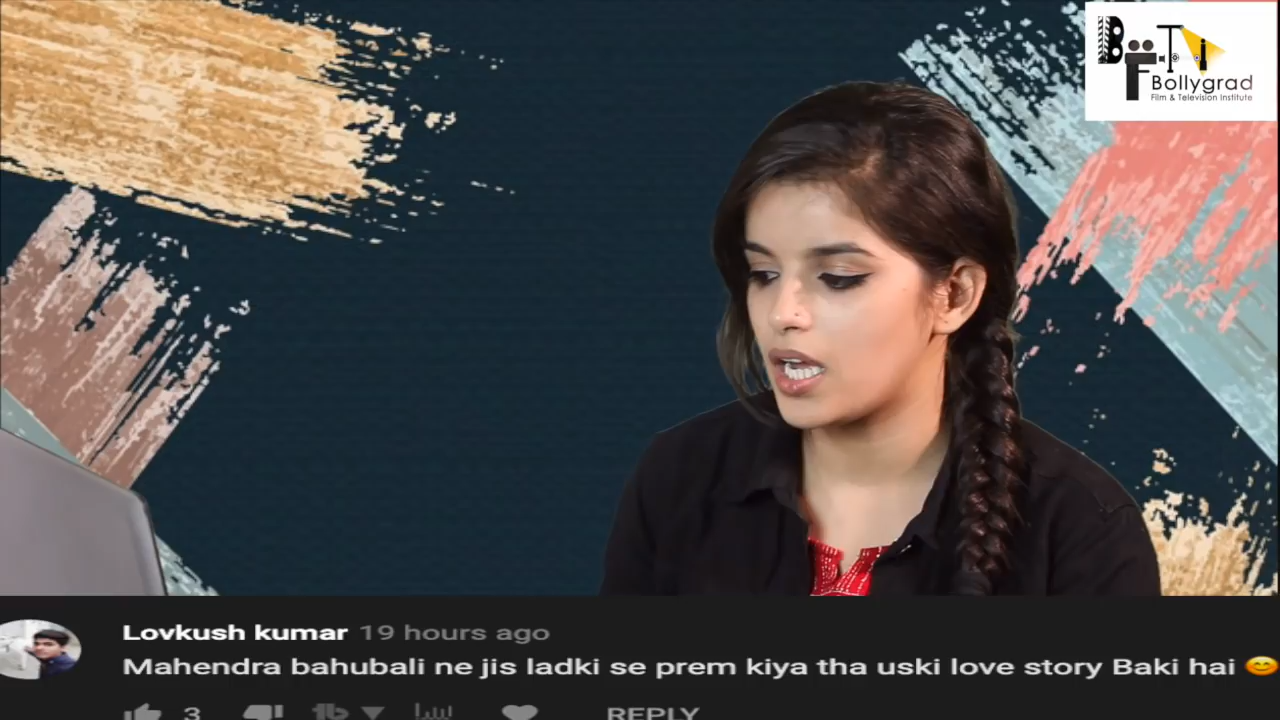 BFTI
Bollygrad
Film & Television Institute
Lovkush kumar 19 hours ago
Mahendra bahubali ne jis ladki se prem kiya tha uski love story Baki hai 😊
3
REPLY